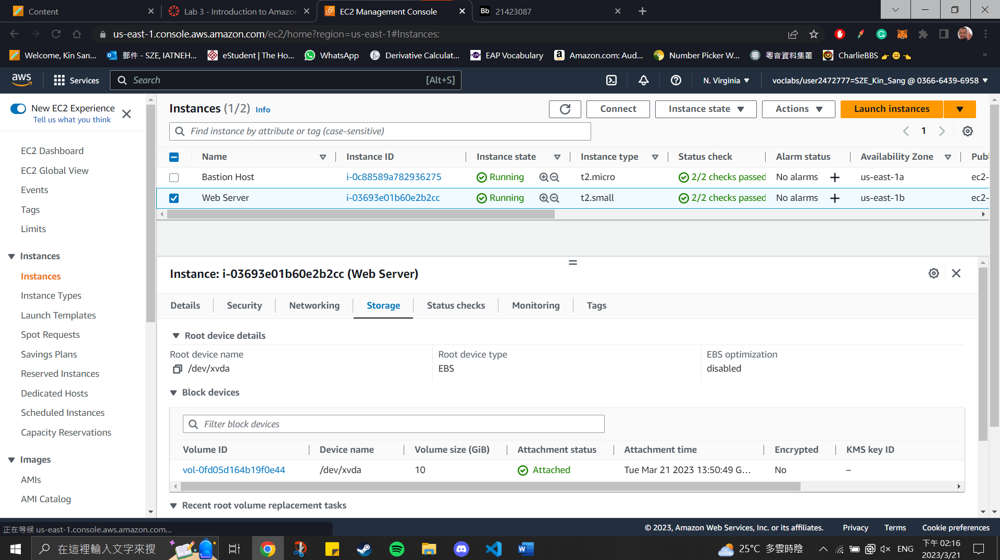 Content
Lab 3 - Introduction to Amazon
EC2 Management Console
Bb 21423087
us-east-1.console.aws.amazon.com/ec2/home?region=us-east-1#Instances:
Welcome, Kin San...
郵件 - SZE, IATNEH...
eStudent | The Ho...
WhatsApp
Derivative Calculat...
EAP Vocabulary
Amazon.com: Aud...
Number Picker W...
粵音資料集叢
CharlieBBS 👉😑👈
»
aws
Services
Search
[Alt+S]
N. Virginia
voclabs/user2472777=SZE_Kin_Sang @ 0366-6439-6958
New EC2 Experience
Tell us what you think
EC2 Dashboard
EC2 Global View
Events
Tags
Limits
Instances
Instances
Instance Types
Launch Templates
Spot Requests
Savings Plans
Reserved Instances
Dedicated Hosts
Scheduled Instances
Capacity Reservations
Images
AMIs
AMI Catalog
Instances (1/2) Info
Connect
Instance state
Actions
Launch instances
Find instance by attribute or tag (case-sensitive)
1
Name Instance ID Instance state Instance type Status check Alarm status Availability Zone Publ
Bastion Host i-0c88589a782936275 Running t2.micro 2/2 checks passed No alarms us-east-1a ec2-
Web Server i-03693e01b60e2b2cc Running t2.small 2/2 checks passed No alarms us-east-1b ec2-
Instance: i-03693e01b60e2b2cc (Web Server)
Details Security Networking Storage Status checks Monitoring Tags
Root device details
Root device name Root device type EBS optimization
/dev/xvda EBS disabled
Block devices
Filter block devices
Volume ID Device name Volume size (GiB) Attachment status Attachment time Encrypted KMS key ID
vol-0fd05d164b19f0e44 /dev/xvda 10 Attached Tue Mar 21 2023 13:50:49 G... No –
Recent root volume replacement tasks
正在等候 us-east-1.console.aws.amazon.com...
© 2023, Amazon Web Services, Inc. or its affiliates. Privacy Terms Cookie preferences
在這裡輸入文字來搜
25°C 多雲時陰
ENG
下午 02:16
2023/3/21